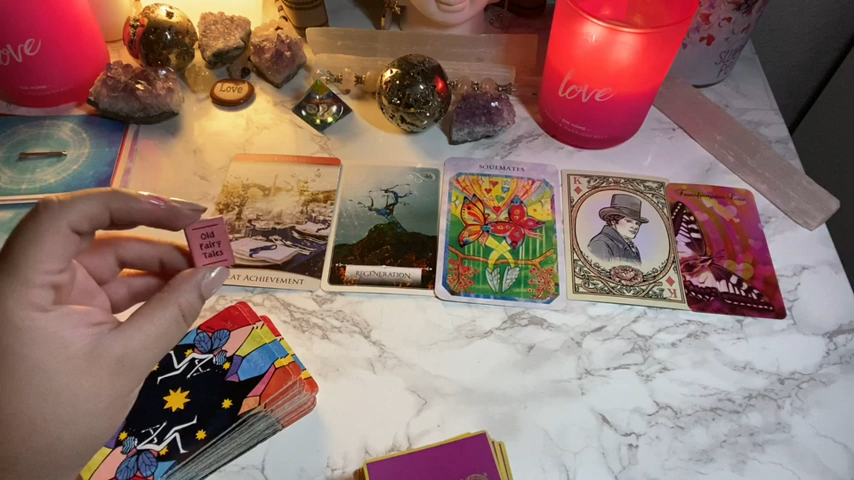 love
Love
love
SOULMATES
K
Old
Fairy
Tales
AT ACHIEVEMENT
REGENERATION
K